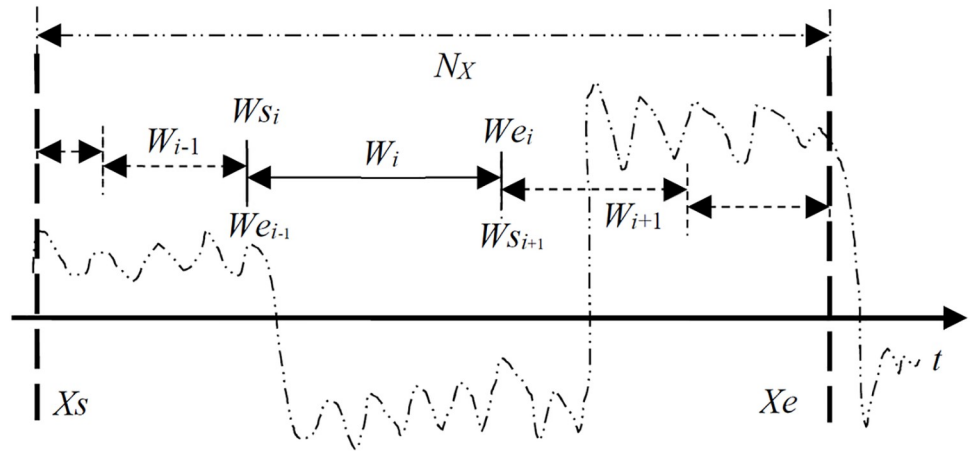 N_X
Ws_i
W_{i-1}
W_i
We_i
We_{i-1}
W_{i+1}
Ws_{i+1}
t
Xs
Xe